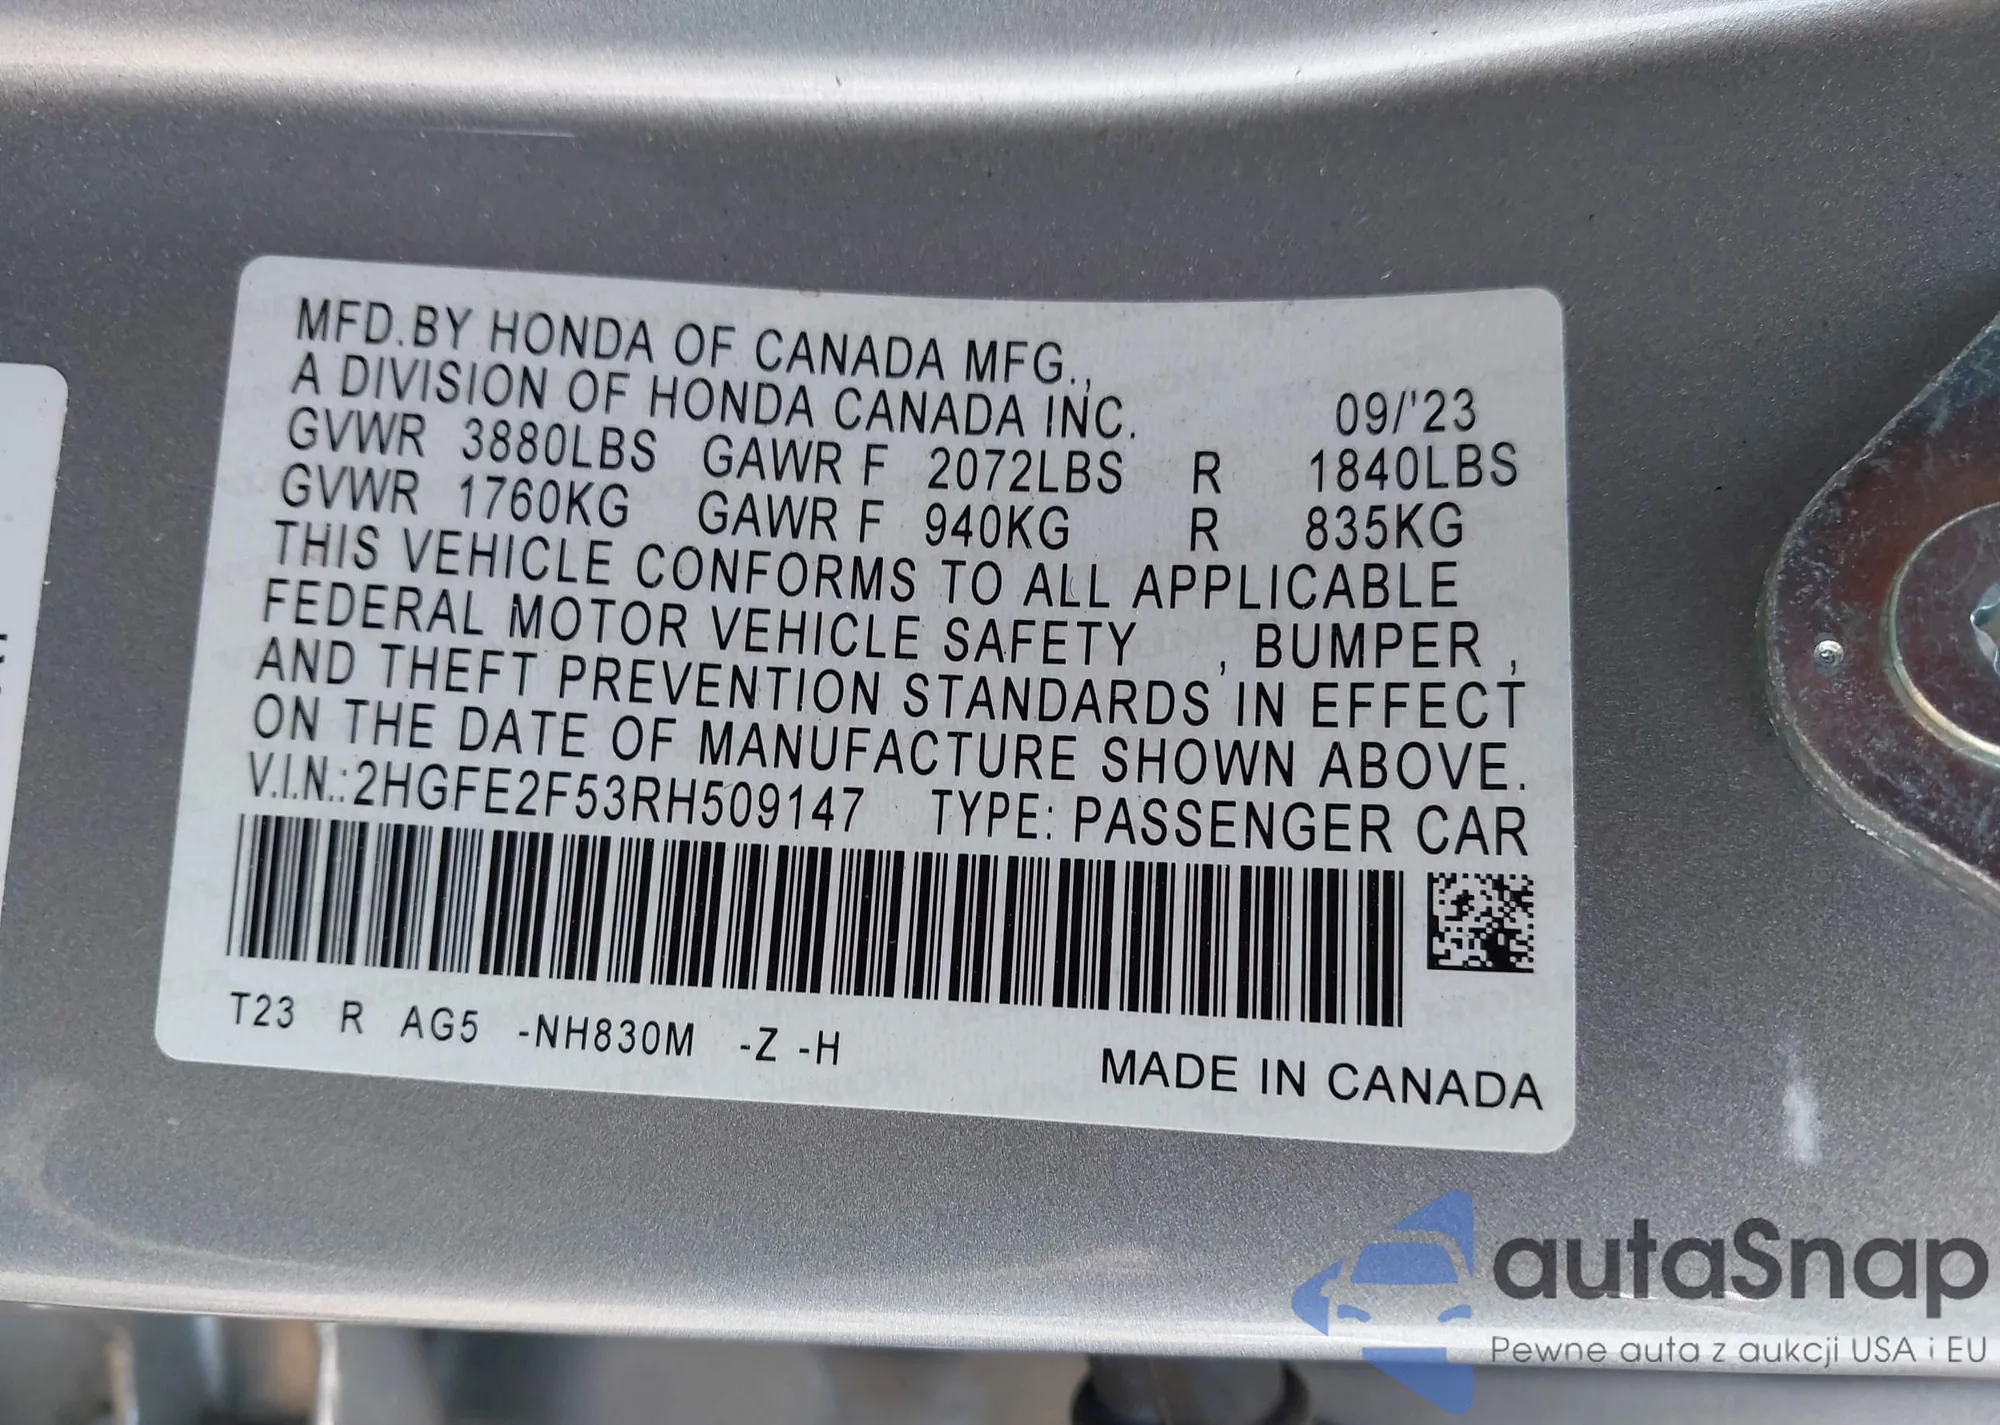 MFD.BY HONDA OF CANADA MFG.,
A DIVISION OF HONDA CANADA INC. 09/'23
GVWR 3880LBS GAWR F 2072LBS R 1840LBS
GVWR 1760KG GAWR F 940KG R 835KG
THIS VEHICLE CONFORMS TO ALL APPLICABLE
FEDERAL MOTOR VEHICLE SAFETY , BUMPER ,
AND THEFT PREVENTION STANDARDS IN EFFECT
ON THE DATE OF MANUFACTURE SHOWN ABOVE.
V.I.N.:2HGFE2F53RH509147 TYPE: PASSENGER CAR
T23 R AG5 -NH830M -Z -H
MADE IN CANADA
autaSnap
Pewne auta z aukcji USA i EU